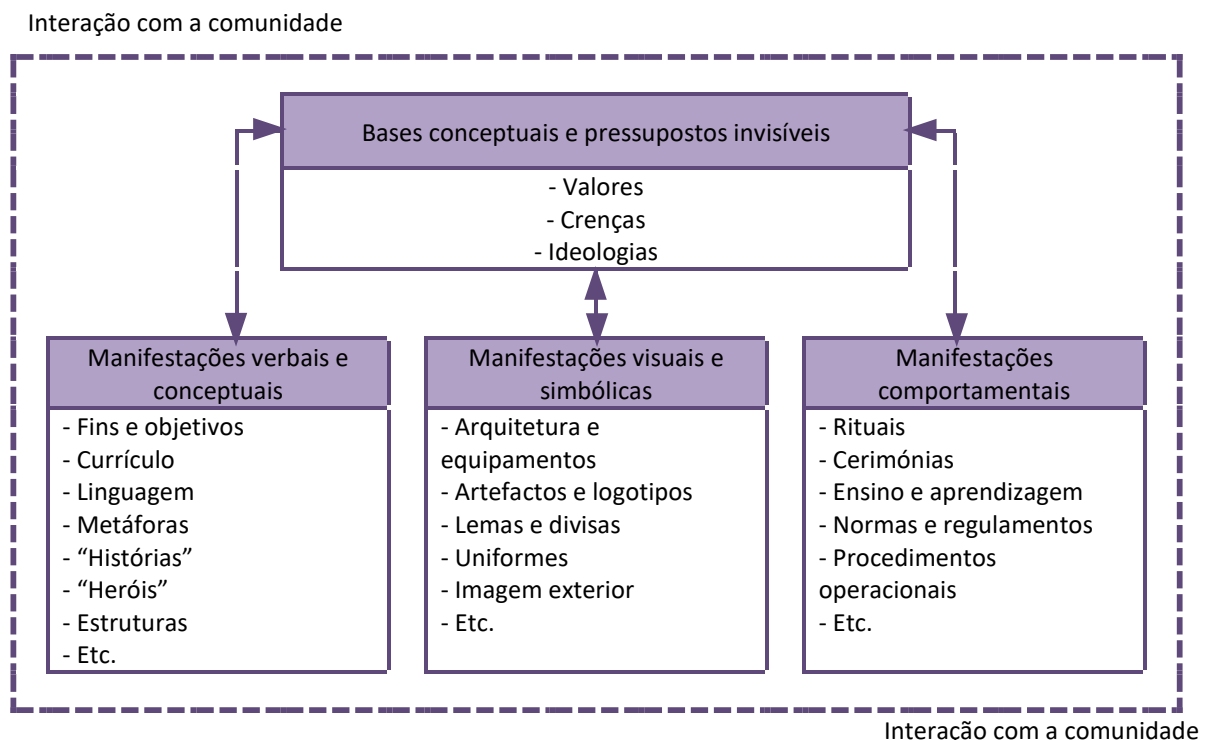 Interação com a comunidade
Bases conceptuais e pressupostos invisíveis
- Valores
- Crenças
- Ideologias
Manifestações verbais e
conceptuais
- Fins e objetivos
- Currículo
- Linguagem
- Metáforas
- “Histórias”
- “Heróis”
- Estruturas
- Etc.
Manifestações visuais e
simbólicas
- Arquitetura e
equipamentos
- Artefactos e logotipos
- Lemas e divisas
- Uniformes
- Imagem exterior
- Etc.
Manifestações
comportamentais
- Rituais
- Cerimónias
- Ensino e aprendizagem
- Normas e regulamentos
- Procedimentos
operacionais
- Etc.
Interação com a comunidade